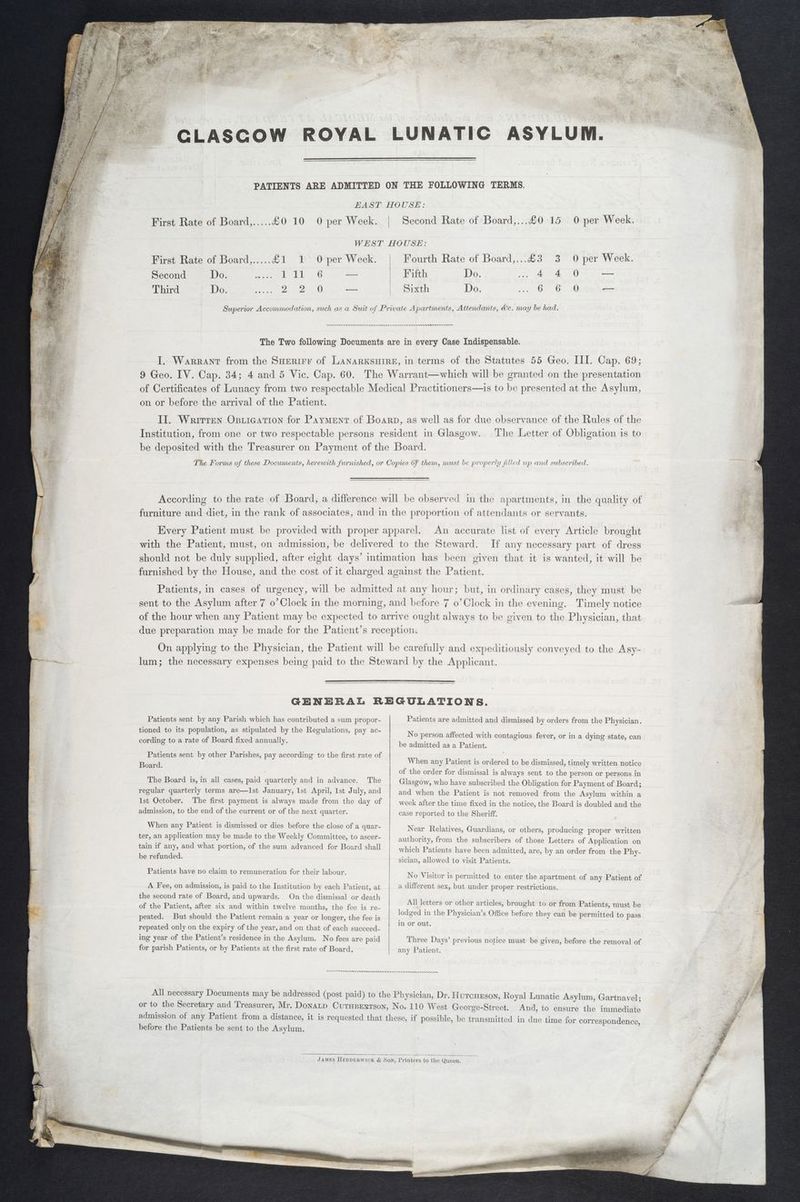 GLASGOW ROYAL LUNATIC ASYLUM.
PATIENTS ARE ADMITTED ON THE FOLLOWING TERMS.
EAST HOUSE:
First Rate of Board,......£0 10 0 per Week. | Second Rate of Board,...£0 15 0 per Week.
WEST HOUSE:
First Rate of Board,......£1 1 0 per Week. | Fourth Rate of Board,...£3 3 0 per Week.
Second Do. ..... 1 11 6 — | Fifth Do. ... 4 4 0 —
Third Do. ..... 2 2 0 — | Sixth Do. ... 6 6 0 —
Superior Accommodation, such as a Suit of Private Apartments, Attendants, &c. may be had.
The Two following Documents are in every Case Indispensable.
I. WARRANT from the SHERIFF of LANARKSHIRE, in terms of the Statutes 55 Geo. III. Cap. 69;
9 Geo. IV. Cap. 34; 4 and 5 Vic. Cap. 60. The Warrant—which will be granted on the presentation
of Certificates of Lunacy from two respectable Medical Practitioners—is to be presented at the Asylum,
on or before the arrival of the Patient.
II. WRITTEN OBLIGATION for PAYMENT of BOARD, as well as for due observance of the Rules of the
Institution, from one or two respectable persons resident in Glasgow. The Letter of Obligation is to
be deposited with the Treasurer on Payment of the Board.
The Forms of these Documents, herewith furnished, or Copies of them, must be properly filled up and subscribed.
According to the rate of Board, a difference will be observed in the apartments, in the quality of
furniture and diet, in the rank of associates, and in the proportion of attendants or servants.
Every Patient must be provided with proper apparel. An accurate list of every Article brought
with the Patient, must, on admission, be delivered to the Steward. If any necessary part of dress
should not be duly supplied, after eight days' intimation has been given that it is wanted, it will be
furnished by the House, and the cost of it charged against the Patient.
Patients, in cases of urgency, will be admitted at any hour; but, in ordinary cases, they must be
sent to the Asylum after 7 o'Clock in the morning, and before 7 o'Clock in the evening. Timely notice
of the hour when any Patient may be expected to arrive ought always to be given to the Physician, that
due preparation may be made for the Patient's reception.
On applying to the Physician, the Patient will be carefully and expeditiously conveyed to the Asy-
lum; the necessary expenses being paid to the Steward by the Applicant.
GENERAL REGULATIONS.
Patients sent by any Parish which has contributed a sum propor-
tioned to its population, as stipulated by the Regulations, pay ac-
cording to a rate of Board fixed annually.
Patients sent by other Parishes, pay according to the first rate of
Board.
The Board is, in all cases, paid quarterly and in advance. The
regular quarterly terms are—1st January, 1st April, 1st July, and
1st October. The first payment is always made from the day of
admission, to the end of the current or of the next quarter.
When any Patient is dismissed or dies before the close of a quar-
ter, an application may be made to the Weekly Committee, to ascer-
tain if any, and what portion, of the sum advanced for Board shall
be refunded.
Patients have no claim to remuneration for their labour.
A Fee, on admission, is paid to the Institution by each Patient, at
the second rate of Board, and upwards. On the dismissal or death
of the Patient, after six and within twelve months, the fee is re-
peated. But should the Patient remain a year or longer, the fee is
repeated only on the expiry of the year, and on that of each succeed-
ing year of the Patient's residence in the Asylum. No fees are paid
for parish Patients, or by Patients at the first rate of Board.
Patients are admitted and dismissed by orders from the Physician.
No person affected with contagious fever, or in a dying state, can
be admitted as a Patient.
When any Patient is ordered to be dismissed, timely written notice
of the order for dismissal is always sent to the person or persons in
Glasgow, who have subscribed the Obligation for Payment of Board;
and when the Patient is not removed from the Asylum within a
week after the time fixed in the notice, the Board is doubled and the
case reported to the Sheriff.
Near Relatives, Guardians, or others, producing proper written
authority, from the subscribers of those Letters of Application on
which Patients have been admitted, are, by an order from the Phy-
sician, allowed to visit Patients.
No Visitor is permitted to enter the apartment of any Patient of
a different sex, but under proper restrictions.
All letters or other articles, brought to or from Patients, must be
lodged in the Physician's Office before they can be permitted to pass
in or out.
Three Days' previous notice must be given, before the removal of
any Patient.
All necessary Documents may be addressed (post paid) to the Physician, Dr. HUTCHESON, Royal Lunatic Asylum, Gartnavel;
or to the Secretary and Treasurer, Mr. DONALD CUTHBERTSON, No. 110 West George-Street. And, to ensure the immediate
admission of any Patient from a distance, it is requested that these, if possible, be transmitted in due time for correspondence,
before the Patients be sent to the Asylum.
JAMES HEDDERWICK & SON, Printers to the Queen.